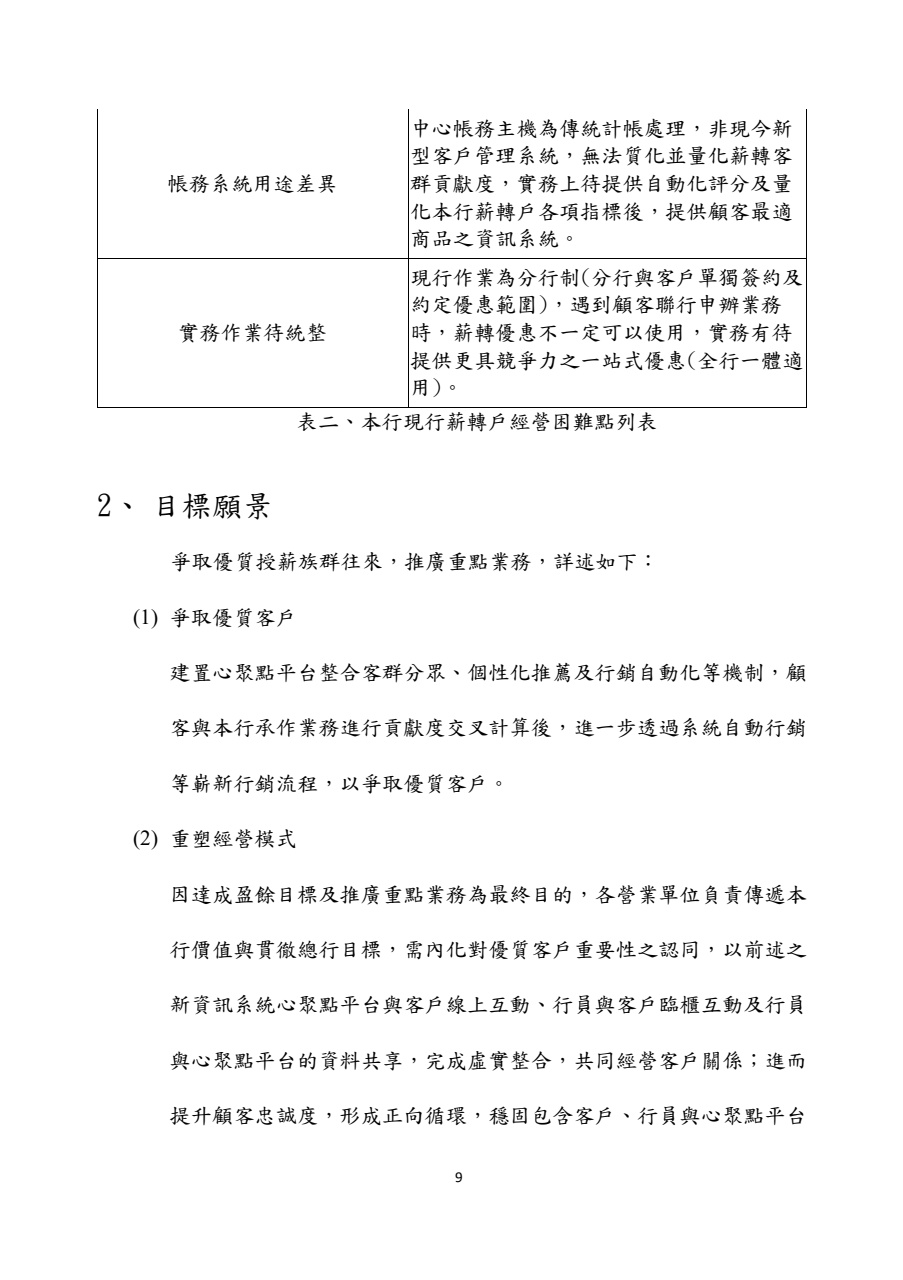 帳務系統用途差異
中心帳務主機為傳統計帳處理，非現今新
型客戶管理系統，無法質化並量化薪轉客
群貢獻度，實務上待提供自動化評分及量
化本行薪轉戶各項指標後，提供顧客最適
商品之資訊系統。
實務作業待統整
現行作業為分行制(分行與客戶單獨簽約及
約定優惠範圍)，遇到顧客聯行申辦業務
時，薪轉優惠不一定可以使用，實務有待
提供更具競爭力之一站式優惠(全行一體適
用)。
表二、本行現行薪轉戶經營困難點列表
2、 目標願景
爭取優質授薪族群往來，推廣重點業務，詳述如下：
(1) 爭取優質客戶
建置心聚點平台整合客群分眾、個性化推薦及行銷自動化等機制，顧
客與本行承作業務進行貢獻度交叉計算後，進一步透過系統自動行銷
等嶄新行銷流程，以爭取優質客戶。
(2) 重塑經營模式
因達成盈餘目標及推廣重點業務為最終目的，各營業單位負責傳遞本
行價值與貫徹總行目標，需內化對優質客戶重要性之認同，以前述之
新資訊系統心聚點平台與客戶線上互動、行員與客戶臨櫃互動及行員
與心聚點平台的資料共享，完成虛實整合，共同經營客戶關係；進而
提升顧客忠誠度，形成正向循環，穩固包含客戶、行員與心聚點平台
9